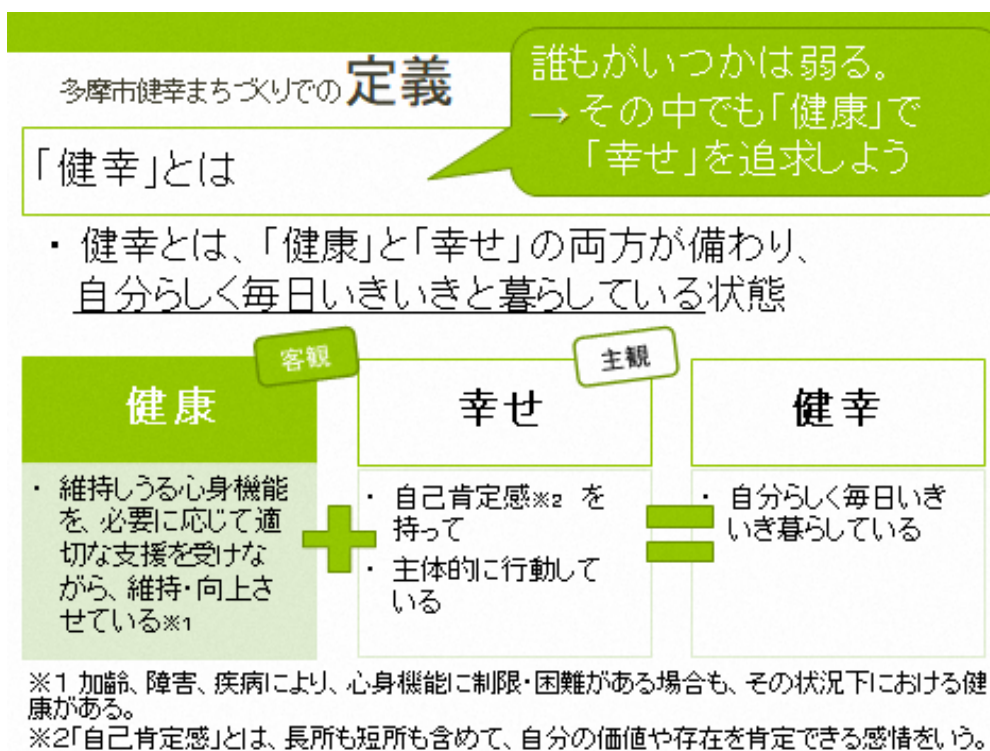 多摩市健幸まちづくりでの定義
誰もがいつかは弱る。
→その中でも「健康」で
「幸せ」を追求しよう
「健幸」とは
・健幸とは、「健康」と「幸せ」の両方が備わり、
自分らしく毎日いきいきと暮らしている状態
客観
健康
・維持しうる心身機能
を、必要に応じて適
切な支援を受けな
がら、維持・向上さ
せている※1
主観
幸せ
・自己肯定感※2 を
持って
・主体的に行動して
いる
健幸
・自分らしく毎日いき
いき暮らしている
※1 加齢、障害、疾病により、心身機能に制限・困難がある場合も、その状況下における健
康がある。
※2「自己肯定感」とは、長所も短所も含めて、自分の価値や存在を肯定できる感情をいう。